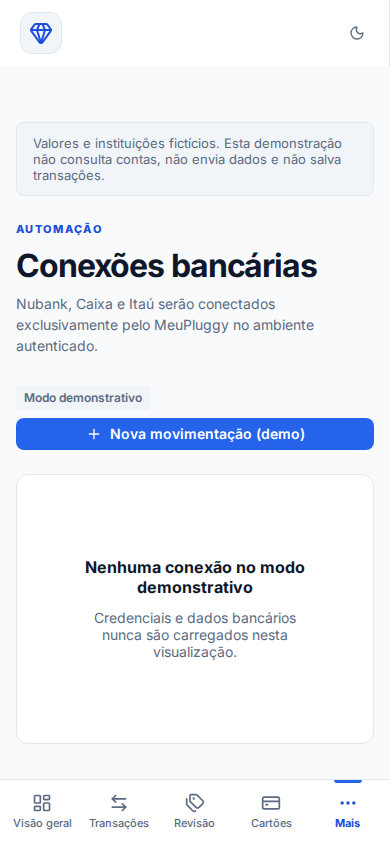 Valores e instituições fictícios. Esta demonstração
não consulta contas, não envia dados e não salva
transações.
AUTOMAÇÃO
Conexões bancárias
Nubank, Caixa e Itaú serão conectados
exclusivamente pelo MeuPluggy no ambiente
autenticado.
Modo demonstrativo
Nova movimentação (demo)
Nenhuma conexão no modo
demonstrativo
Credenciais e dados bancários
nunca são carregados nesta
visualização.
Visão geral
Transações
Revisão
Cartões
Mais